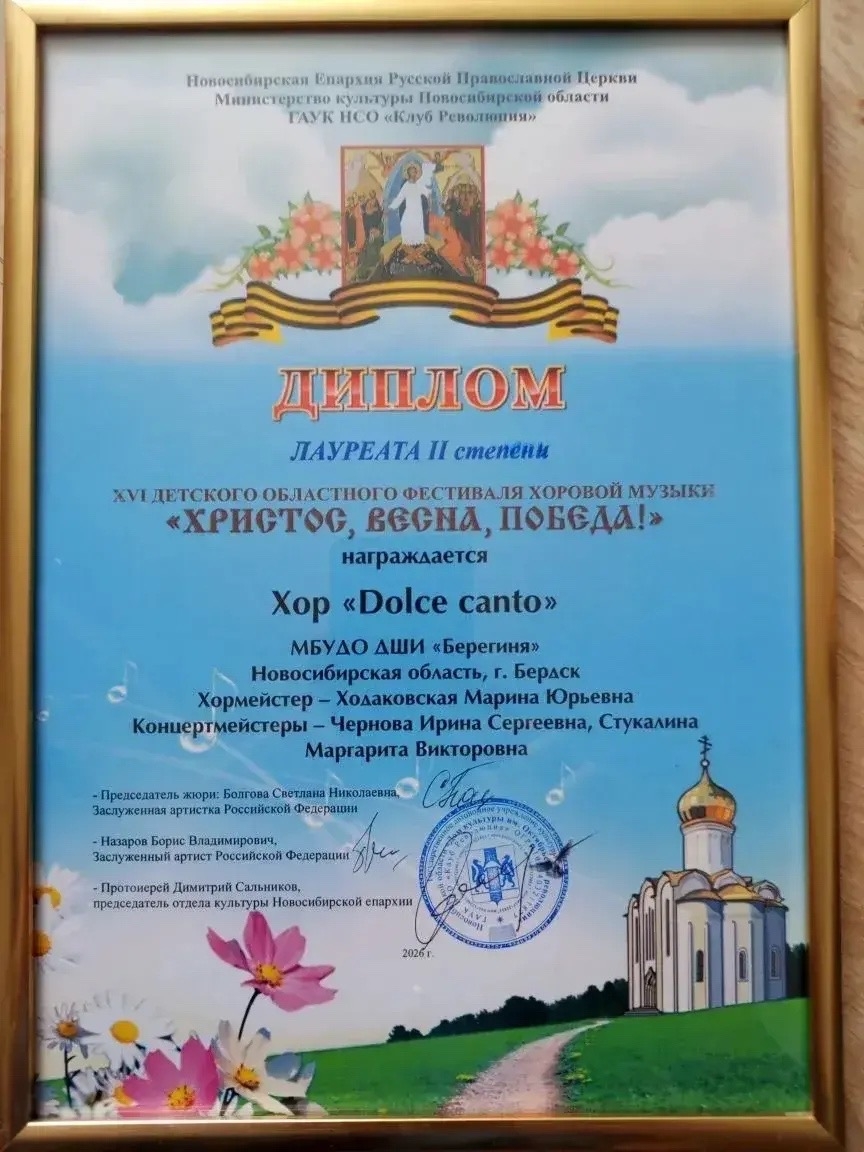 Новосибирская Епархия Русской Православной Церкви
Министерство культуры Новосибирской области
ГАУК НСО «Клуб Революция»
ДИПЛОМ
ЛАУРЕАТА II степени
XVI ДЕТСКОГО ОБЛАСТНОГО ФЕСТИВАЛЯ ХОРОВОЙ МУЗЫКИ
«ХРИСТОС, ВЕСНА, ПОБЕДА!»
награждается
Хор «Dolce canto»
МБУДО ДШИ «Берегиня»
Новосибирская область, г. Бердск
Хормейстер – Ходаковская Марина Юрьевна
Концертмейстеры – Чернова Ирина Сергеевна, Стукалина
Маргарита Викторовна
- Председатель жюри: Болгова Светлана Николаевна,
Заслуженная артистка Российской Федерации
- Назаров Борис Владимирович,
Заслуженный артист Российской Федерации
- Протоиерей Димитрий Сальников,
председатель отдела культуры Новосибирской епархии
2026 г.